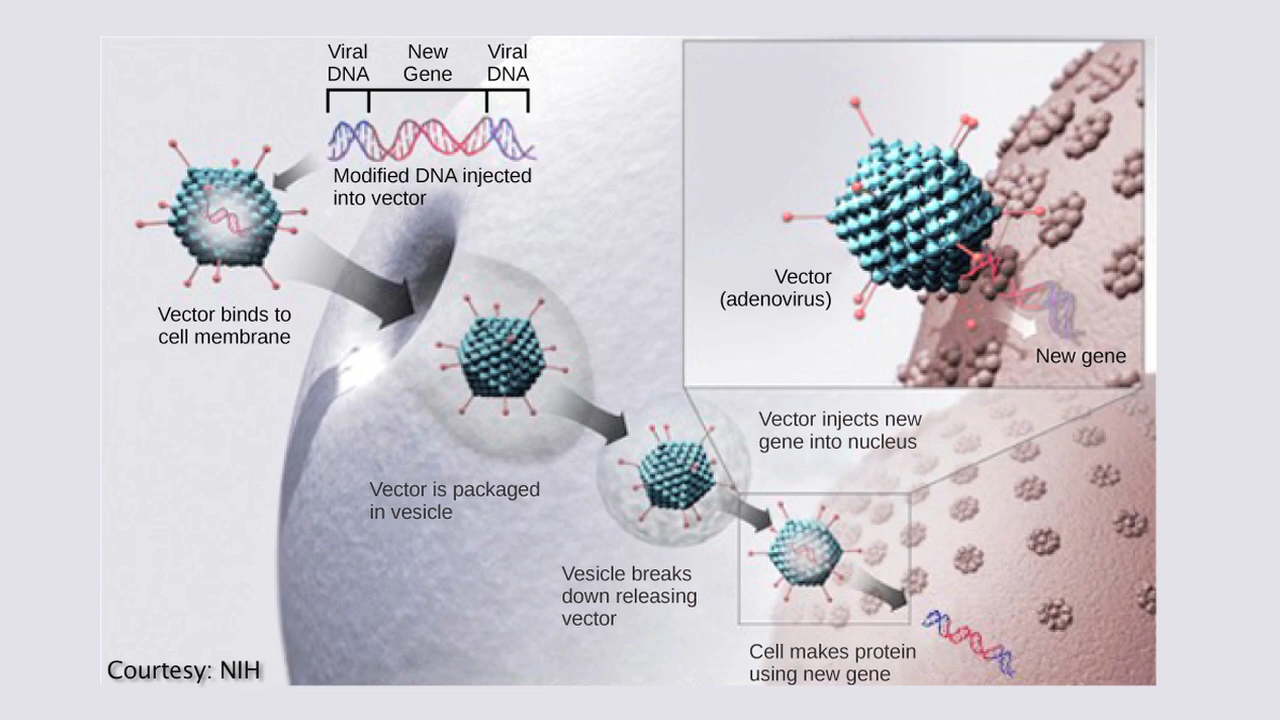 Viral
DNA
New
Gene
Viral
DNA
Modified DNA injected
into vector
Vector binds to
cell membrane
Vector
(adenovirus)
New gene
Vector injects new
gene into nucleus
Vector is packaged
in vesicle
Vesicle breaks
down releasing
vector
Cell makes protein
using new gene
Courtesy: NIH